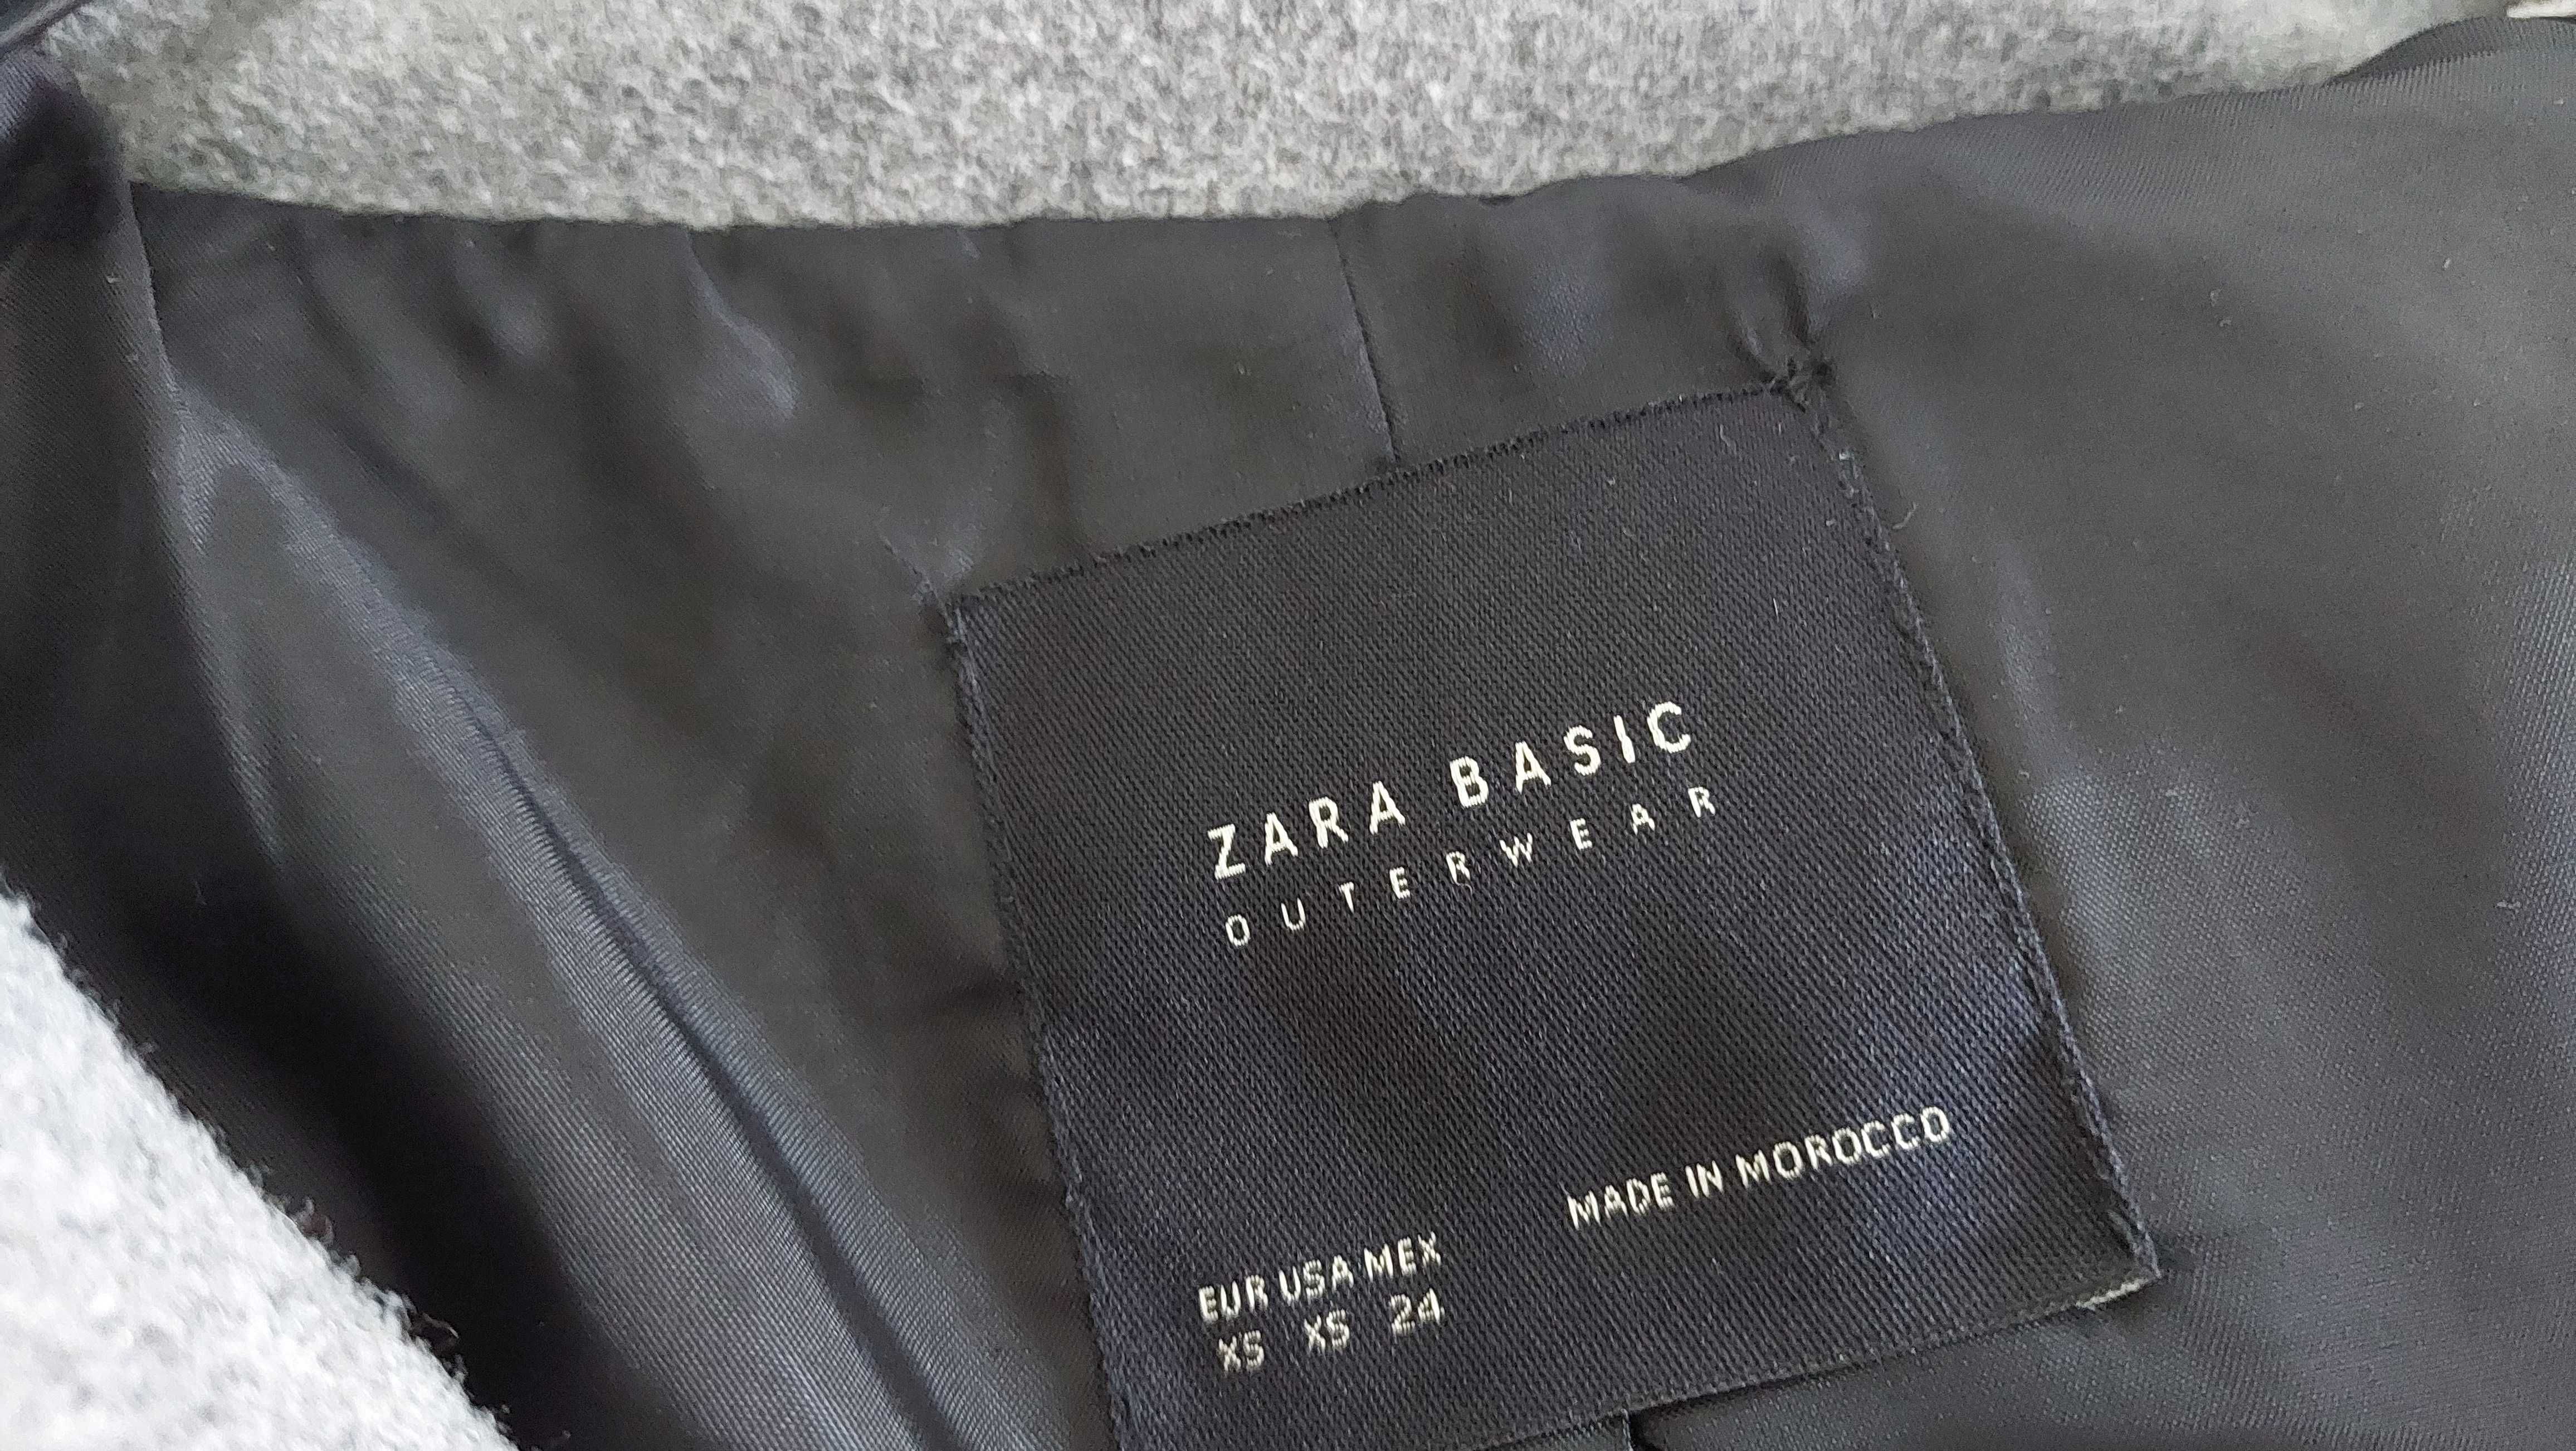 ZARA BASIC
OUTERWEAR
MADE IN MOROCCO
EUR USA MEX
XS XS 24